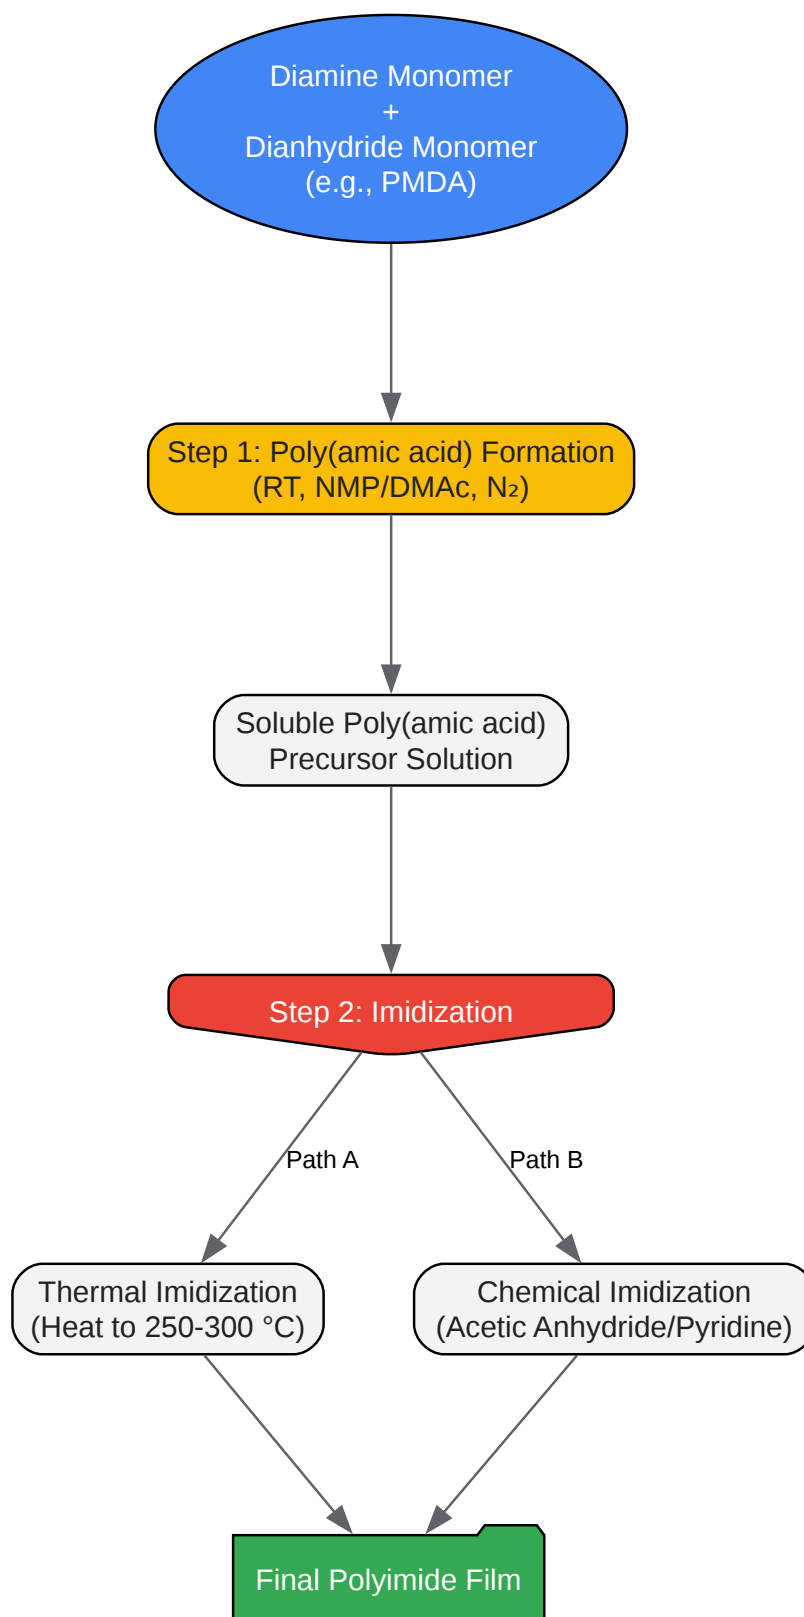 Diamine Monomer
+
Dianhydride Monomer
(e.g., PMDA)
Step 1: Poly(amic acid) Formation
(RT, NMP/DMAc, N₂)
Soluble Poly(amic acid)
Precursor Solution
Step 2: Imidization
Path A
Path B
Thermal Imidization
(Heat to 250-300 °C)
Chemical Imidization
(Acetic Anhydride/Pyridine)
Final Polyimide Film